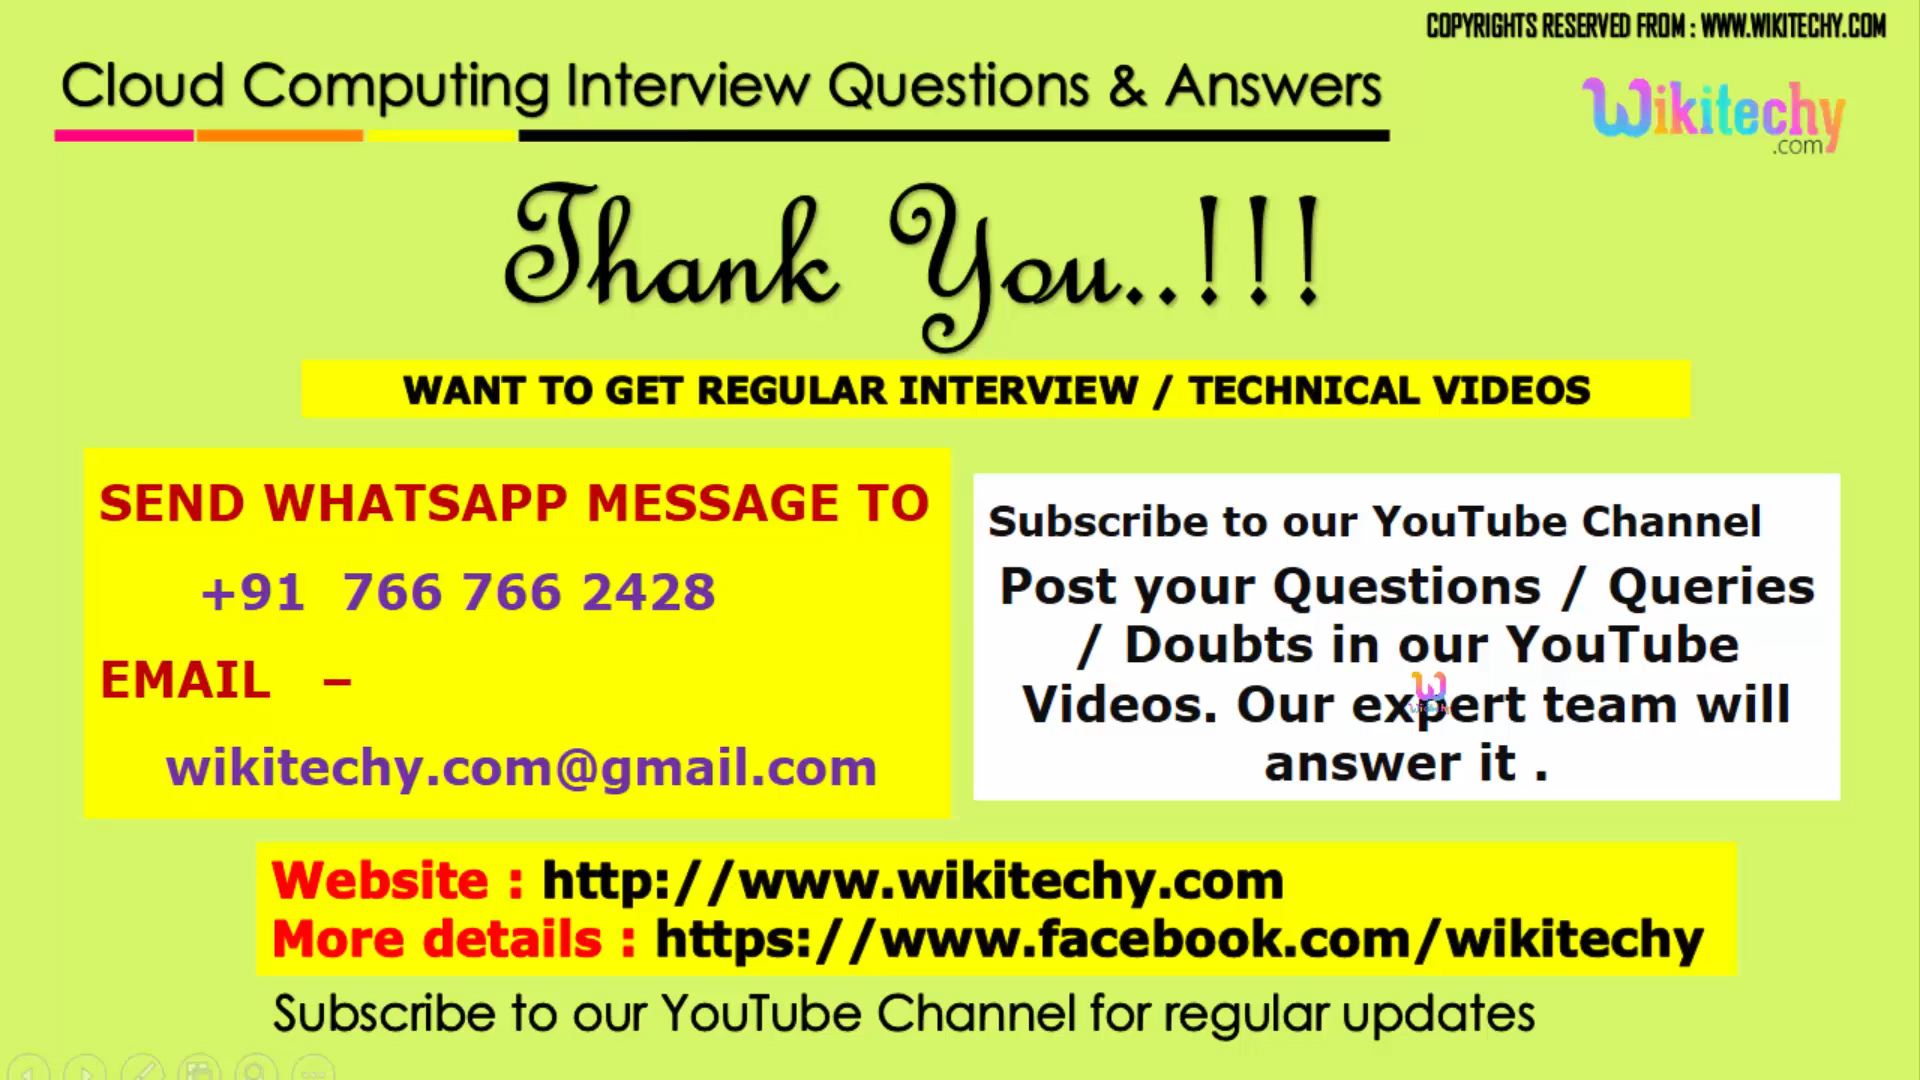 COPYRIGHTS RESERVED FROM : WWW.WIKITECHY.COM
Cloud Computing Interview Questions & Answers
Wikitechy
.com
Thank You..!!!
WANT TO GET REGULAR INTERVIEW / TECHNICAL VIDEOS
SEND WHATSAPP MESSAGE TO
+91 766 766 2428
EMAIL –
wikitechy.com@gmail.com
Subscribe to our YouTube Channel
Post your Questions / Queries
/ Doubts in our YouTube
Videos. Our expert team will
answer it .
Website : http://www.wikitechy.com
More details : https://www.facebook.com/wikitechy
Subscribe to our YouTube Channel for regular updates